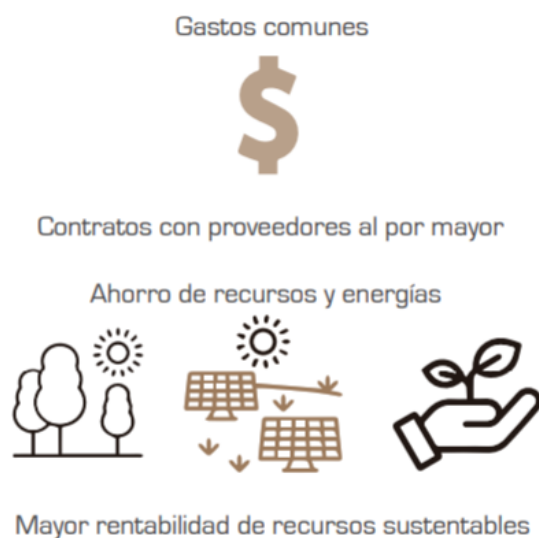 Gastos comunes
$
Contratos con proveedores al por mayor
Ahorro de recursos y energías
Mayor rentabilidad de recursos sustentables